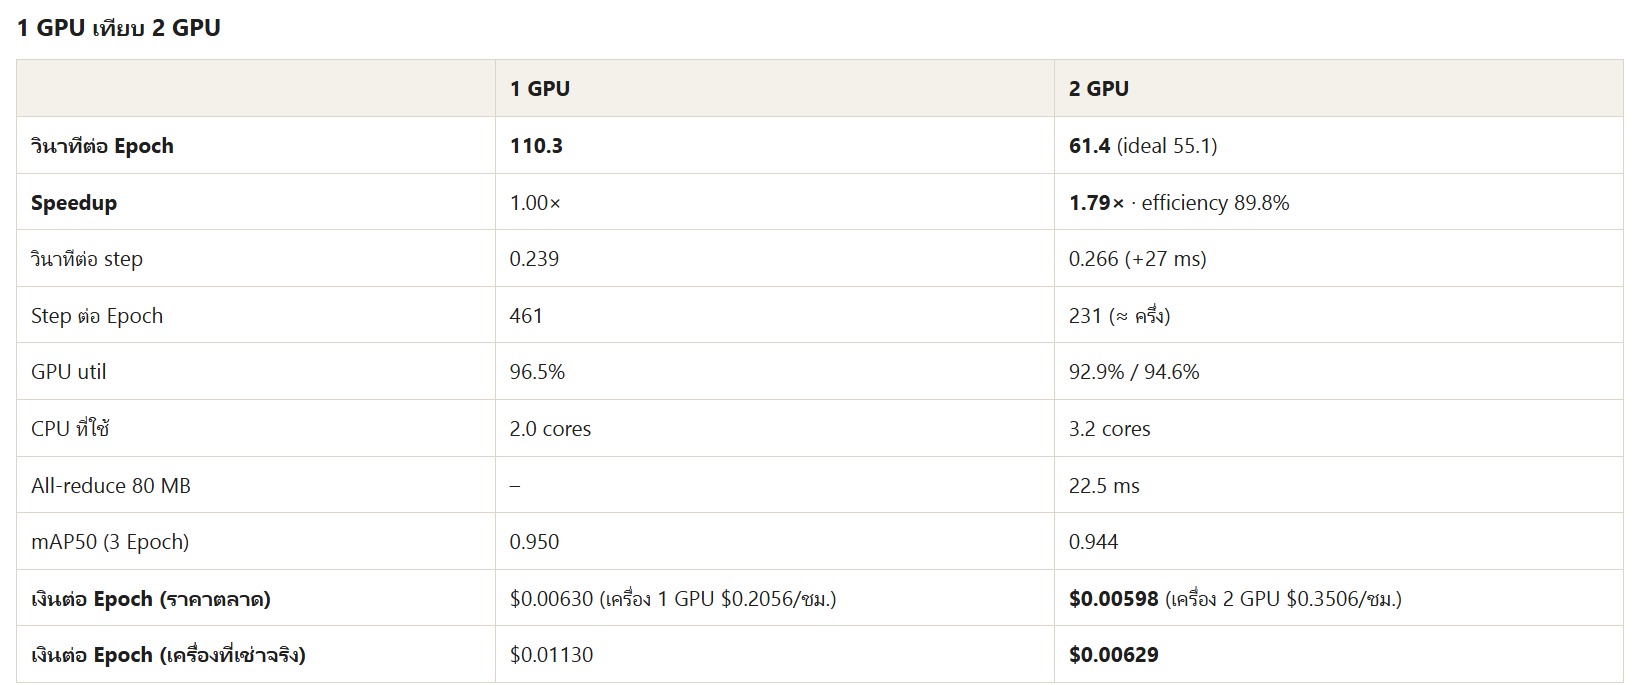 1 GPU เทียบ 2 GPU
1 GPU 2 GPU
วินาทีต่อ Epoch 110.3 61.4 (ideal 55.1)
Speedup 1.00× 1.79× · efficiency 89.8%
วินาทีต่อ step 0.239 0.266 (+27 ms)
Step ต่อ Epoch 461 231 (≈ ครึ่ง)
GPU util 96.5% 92.9% / 94.6%
CPU ที่ใช้ 2.0 cores 3.2 cores
All-reduce 80 MB – 22.5 ms
mAP50 (3 Epoch) 0.950 0.944
เงินต่อ Epoch (ราคาตลาด) $0.00630 (เครื่อง 1 GPU $0.2056/ชม.) $0.00598 (เครื่อง 2 GPU $0.3506/ชม.)
เงินต่อ Epoch (เครื่องที่เช่าจริง) $0.01130 $0.00629